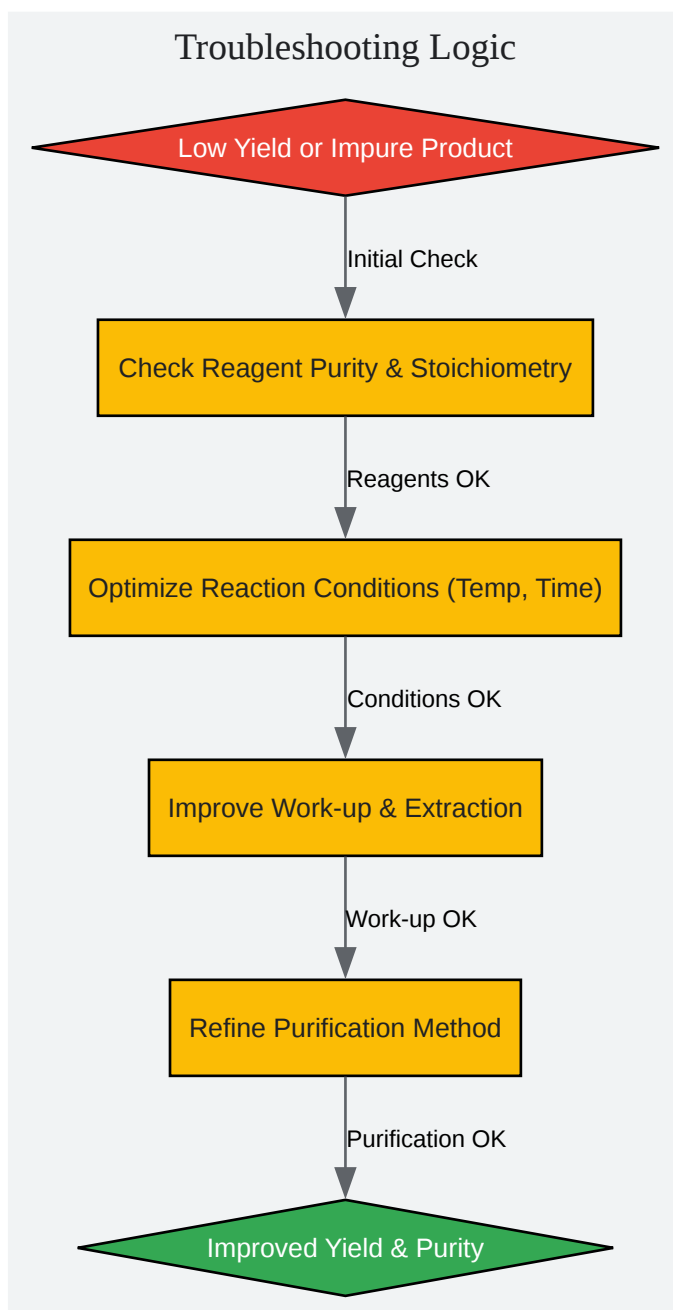 Troubleshooting Logic
Low Yield or Impure Product
Initial Check
Check Reagent Purity & Stoichiometry
Reagents OK
Optimize Reaction Conditions (Temp, Time)
Conditions OK
Improve Work-up & Extraction
Work-up OK
Refine Purification Method
Purification OK
Improved Yield & Purity